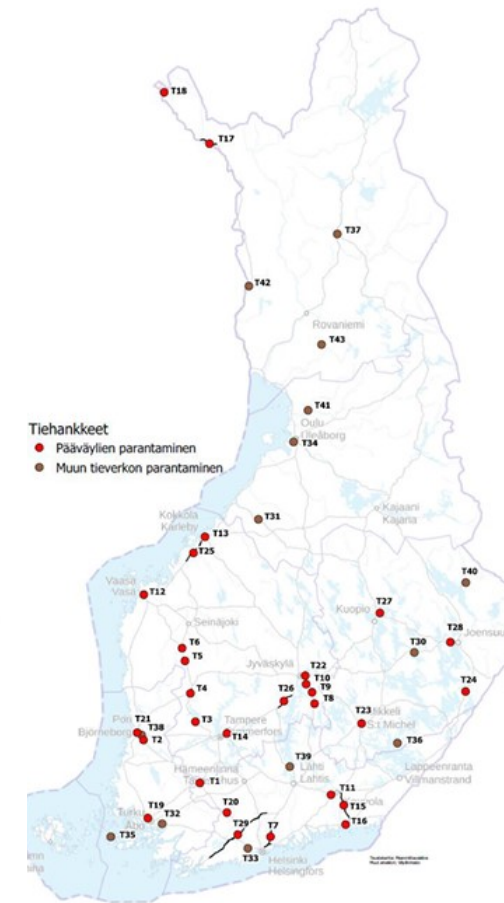 T18
T17
T37
T42
Rovaniemi
T43
T41
Oulu
Uleåborg
T34
Tiehankkeet
Pääväylien parantaminen
Muun tieverkon parantaminen
T31
Kajaani
Kajana
Kokkola
Karleby
T13
T25
T40
Vaasa
Vasa
T12
T27
Kuopio
Seinäjoki
T28
Joensuu
T30
T6
T5
Jyväskylä
T22
T10
T9
T8
T26
T24
T4
T3
T23
Mikkeli
S:t Michel
Pori
Björneborg
T21
T38
T2
Tampere
T14
T36
T39
Lahti
Lahtis
Lappeenranta
Villmanstrand
Hämeenlinna
T1
T11
T15
T19
Turku
Åbo
T32
T20
T29
T7
T16
T35
T33
Helsinki
Helsingfors